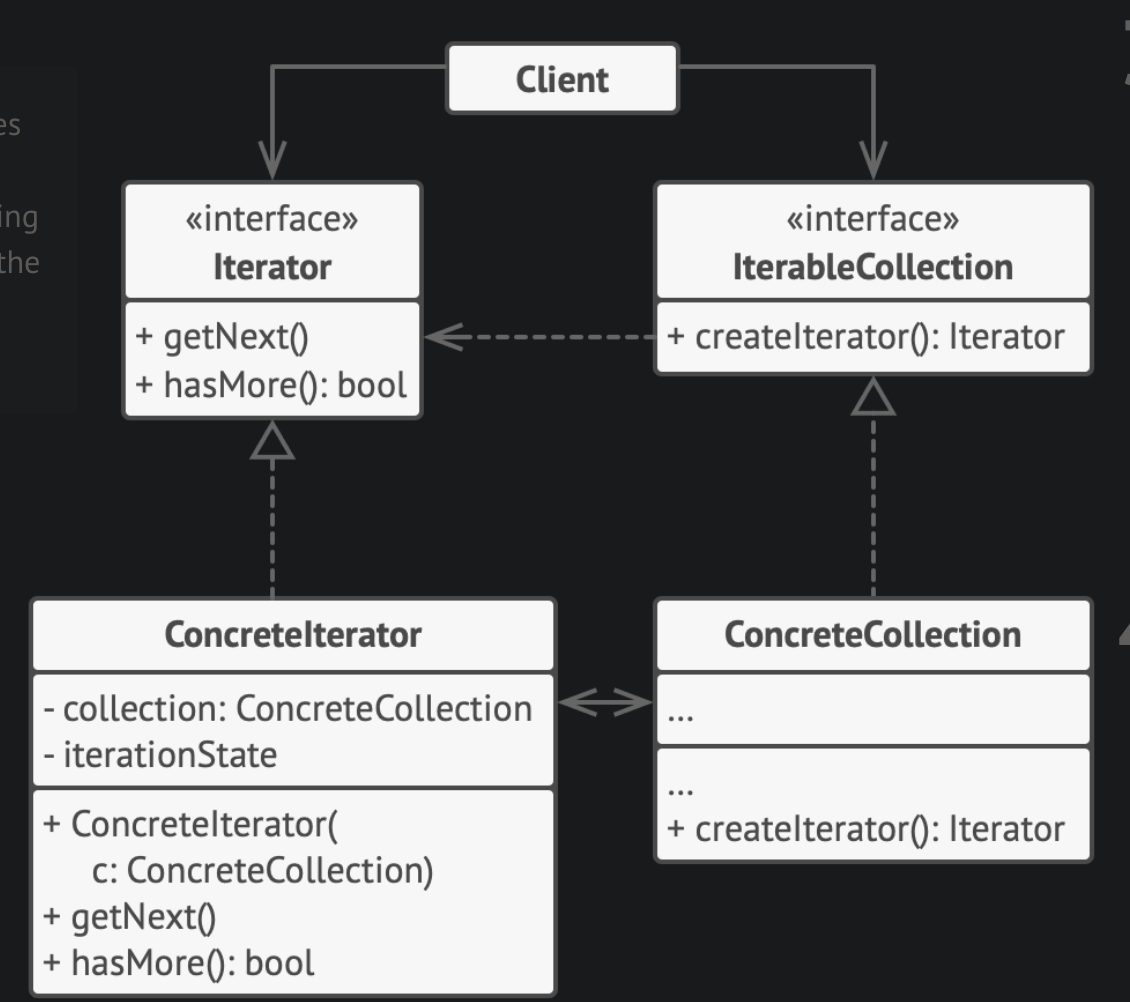 Client
es
ing
the
«interface»
Iterator
+ getNext()
+ hasMore(): bool
«interface»
IterableCollection
+ createIterator(): Iterator
ConcreteIterator
- collection: ConcreteCollection
- iterationState
+ ConcreteIterator(
c: ConcreteCollection)
+ getNext()
+ hasMore(): bool
ConcreteCollection
...
...
+ createIterator(): Iterator